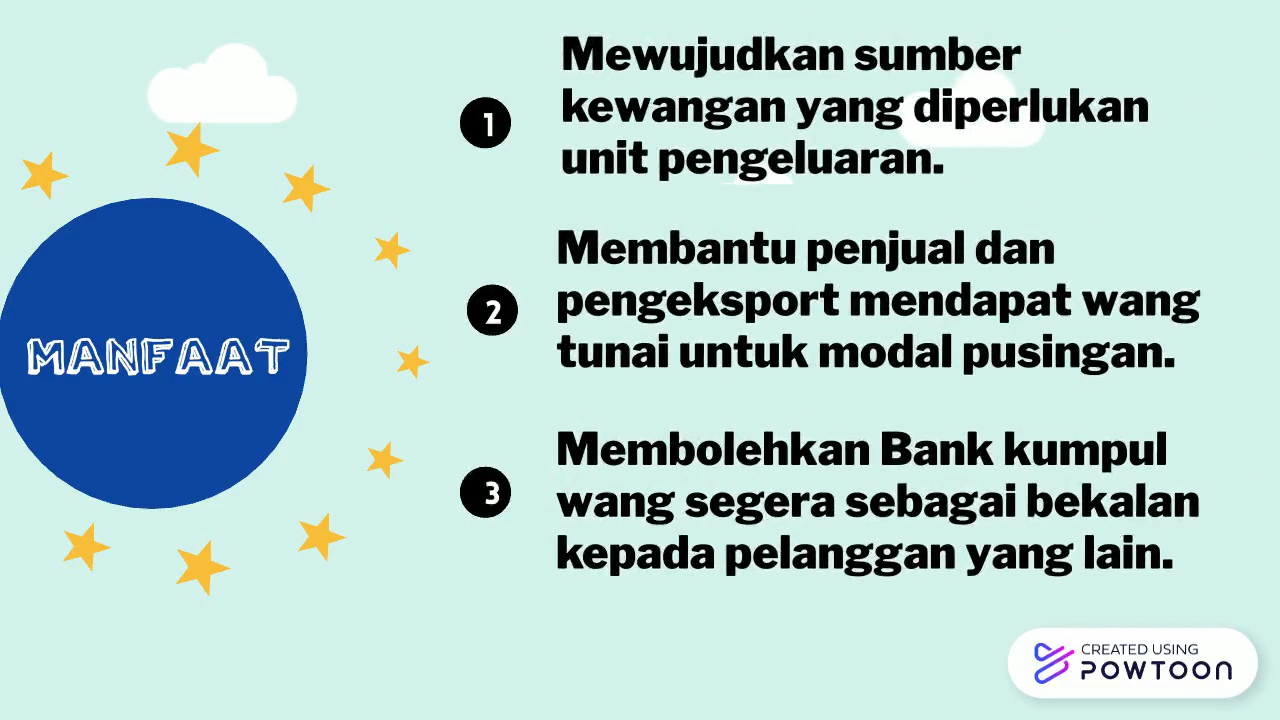 MANFAAT
1
Mewujudkan sumber
kewangan yang diperlukan
unit pengeluaran.
2
Membantu penjual dan
pengeksport mendapat wang
tunai untuk modal pusingan.
3
Membolehkan Bank kumpul
wang segera sebagai bekalan
kepada pelanggan yang lain.
CREATED USING
POWTOON